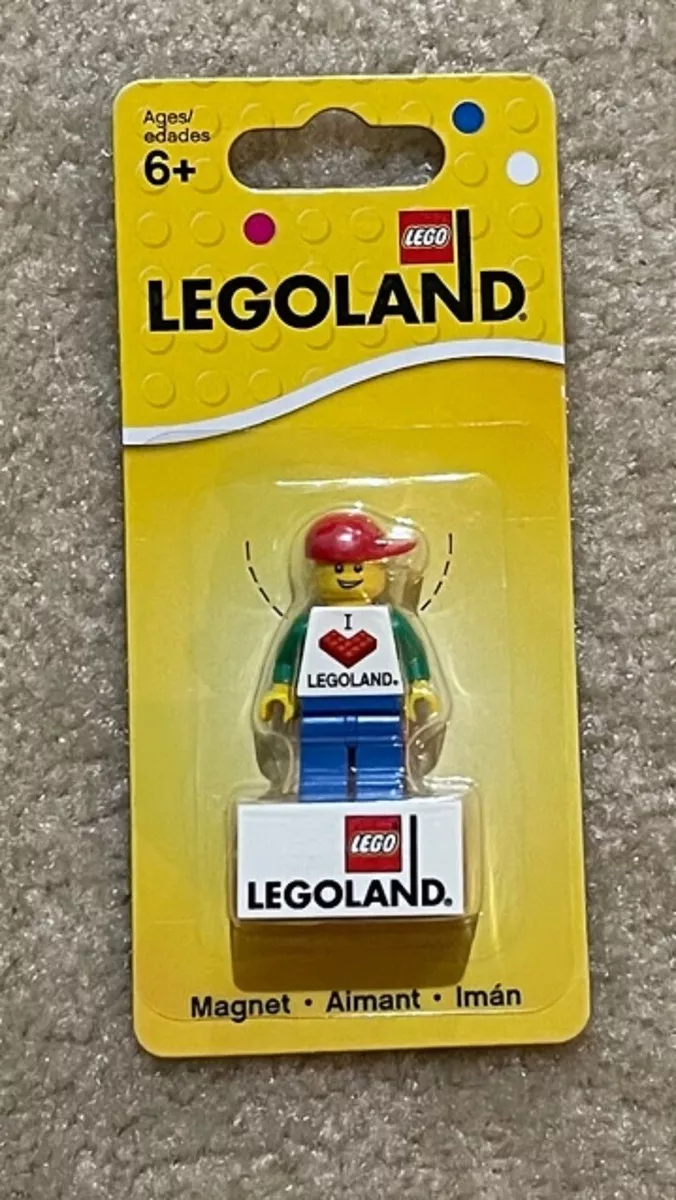 Ages/
edades
6+
LEGO
LEGOLAND®
I
LEGOLAND®
LEGO
LEGOLAND®
Magnet • Aimant • Imán